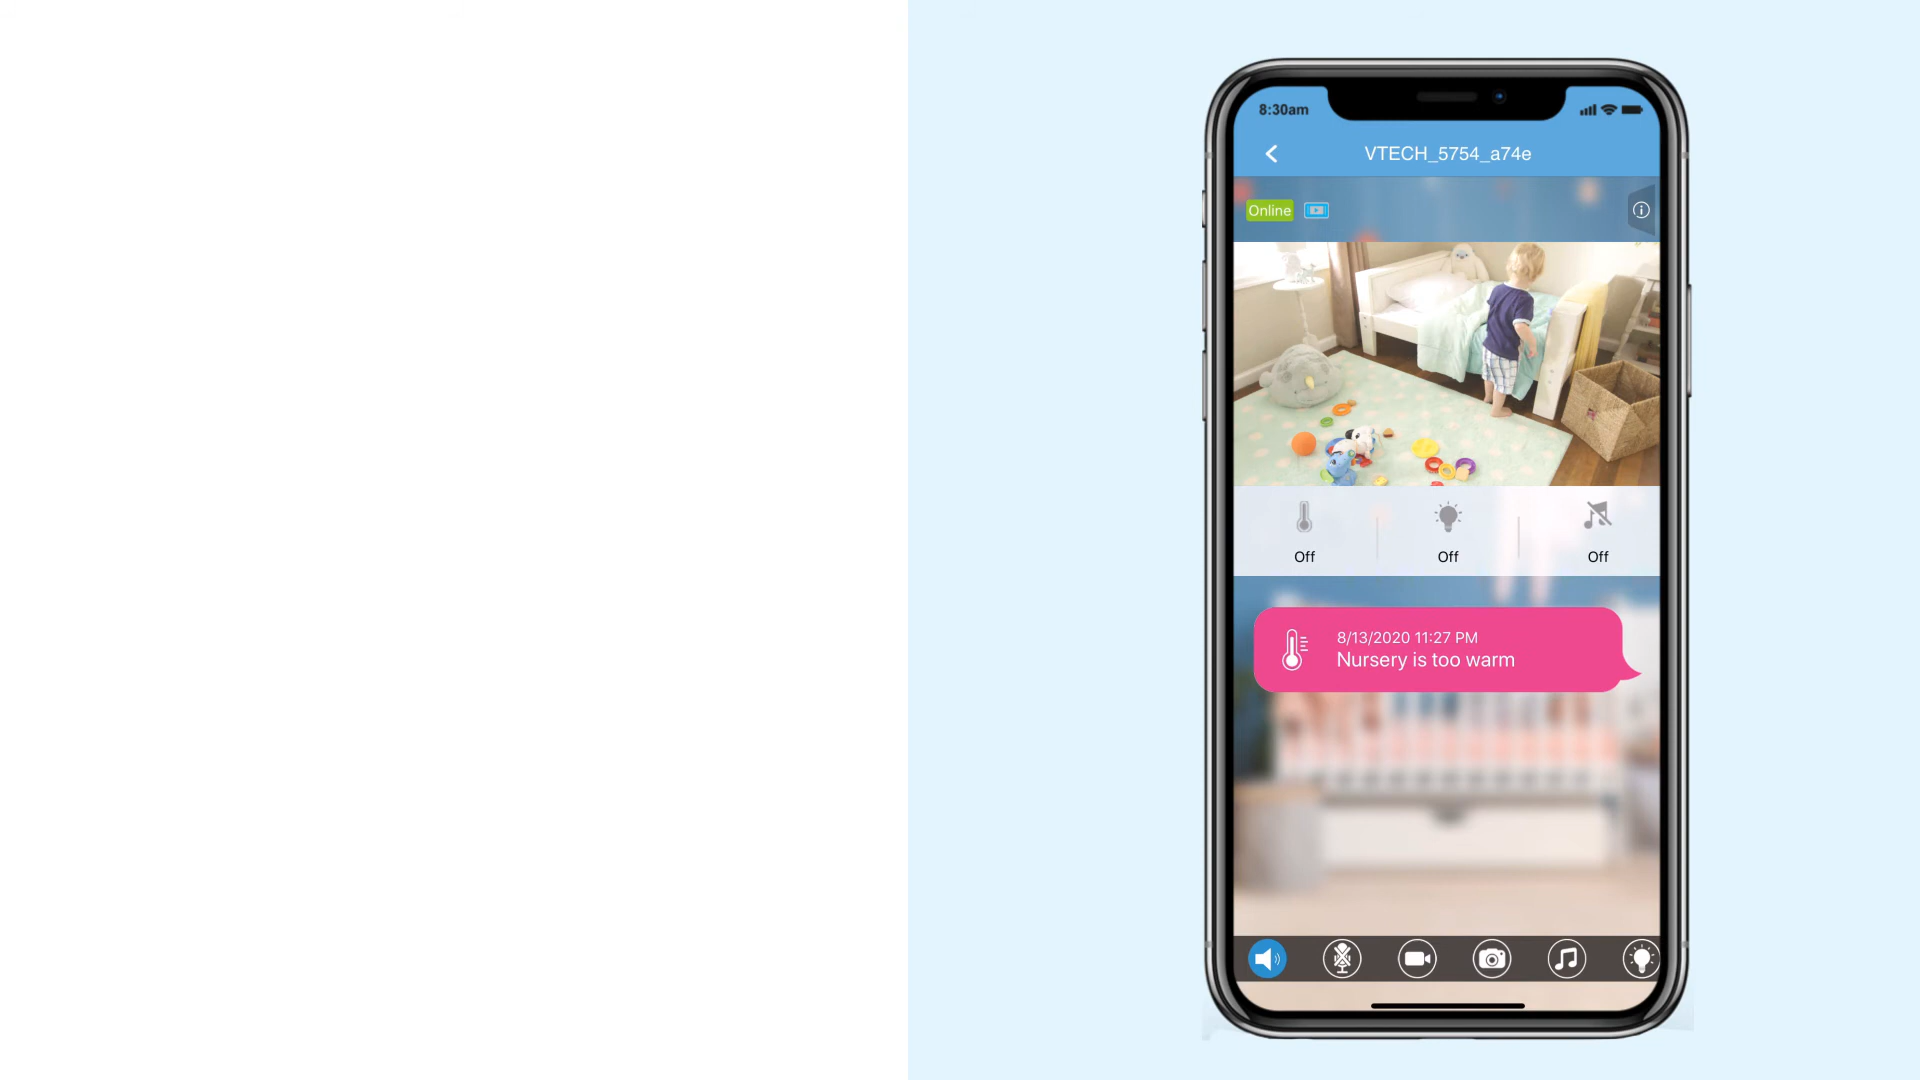 8:30am
VTECH_5754_a74e
Online
Off
Off
Off
8/13/2020 11:27 PM
Nursery is too warm